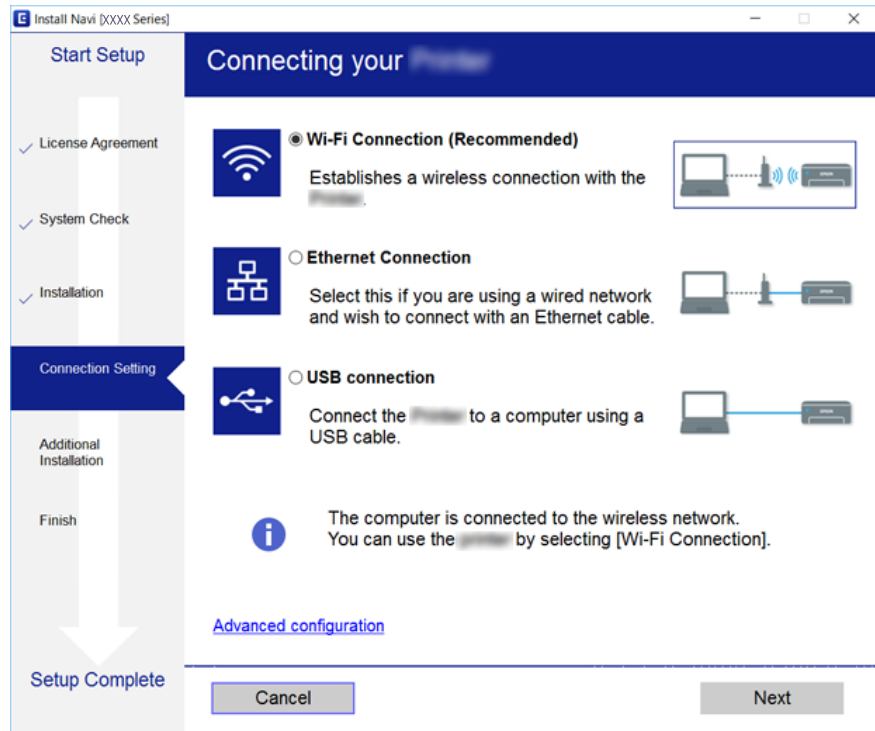 Install Navi [XXXX Series]
Start Setup
License Agreement
System Check
Installation
Connection Setting
Additional
Installation
Finish
Setup Complete
Connecting your
Wi-Fi Connection (Recommended)
Establishes a wireless connection with the
.
Ethernet Connection
Select this if you are using a wired network
and wish to connect with an Ethernet cable.
USB connection
Connect the to a computer using a
USB cable.
The computer is connected to the wireless network.
You can use the by selecting [Wi-Fi Connection].
Advanced configuration
Cancel
Next